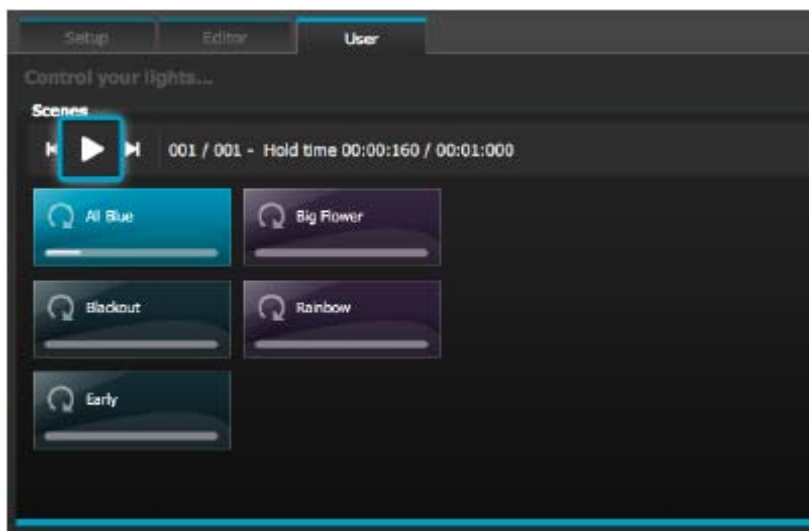 Setup Editor User
Control your lights...
Scenes
001 / 001 - Hold time 00:00:160 / 00:01:000
All Blue Big Flower
Blackout Rainbow
Early